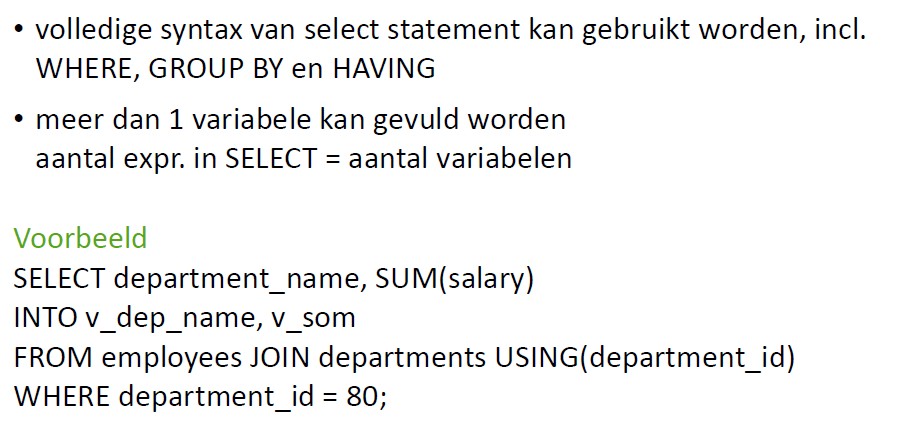 • volledige syntax van select statement kan gebruikt worden, incl.
WHERE, GROUP BY en HAVING
• meer dan 1 variabele kan gevuld worden
aantal expr. in SELECT = aantal variabelen
Voorbeeld
SELECT department_name, SUM(salary)
INTO v_dep_name, v_som
FROM employees JOIN departments USING(department_id)
WHERE department_id = 80;